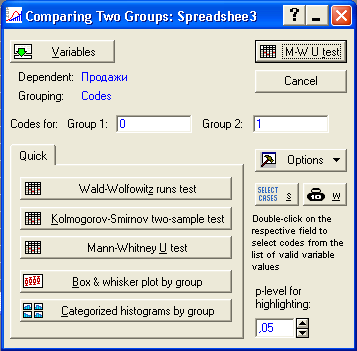 Comparing Two Groups: Spreadshee3
Variables
M-W U test
Dependent: Продажи
Cancel
Grouping: Codes
Codes for: Group 1: 0 Group 2: 1
Quick
Options
Wald-Wolfowitz runs test
SELECT CASES S W
Kolmogorov-Smirnov two-sample test
Mann-Whitney U test
Double-click on the
respective field to
select codes from the
list of valid variable
values
Box & whisker plot by group
Categorized histograms by group
p-level for
highlighting:
,05